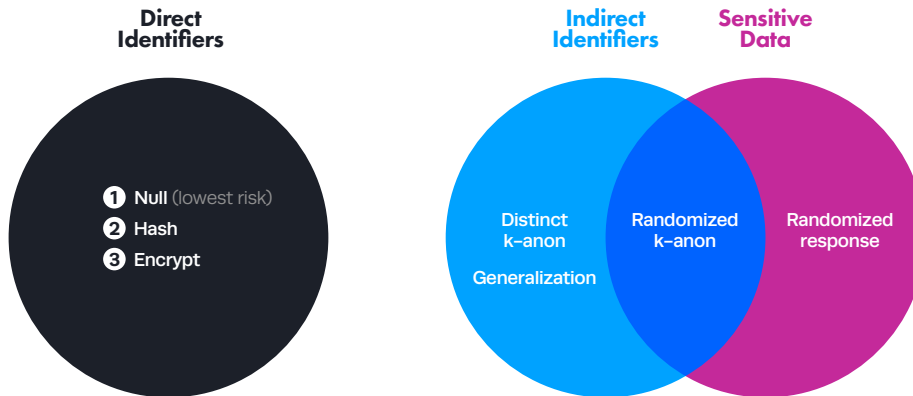 Direct
Identifiers
1 Null (lowest risk)
2 Hash
3 Encrypt
Indirect
Identifiers
Sensitive
Data
Distinct
k-anon
Generalization
Randomized
k-anon
Randomized
response